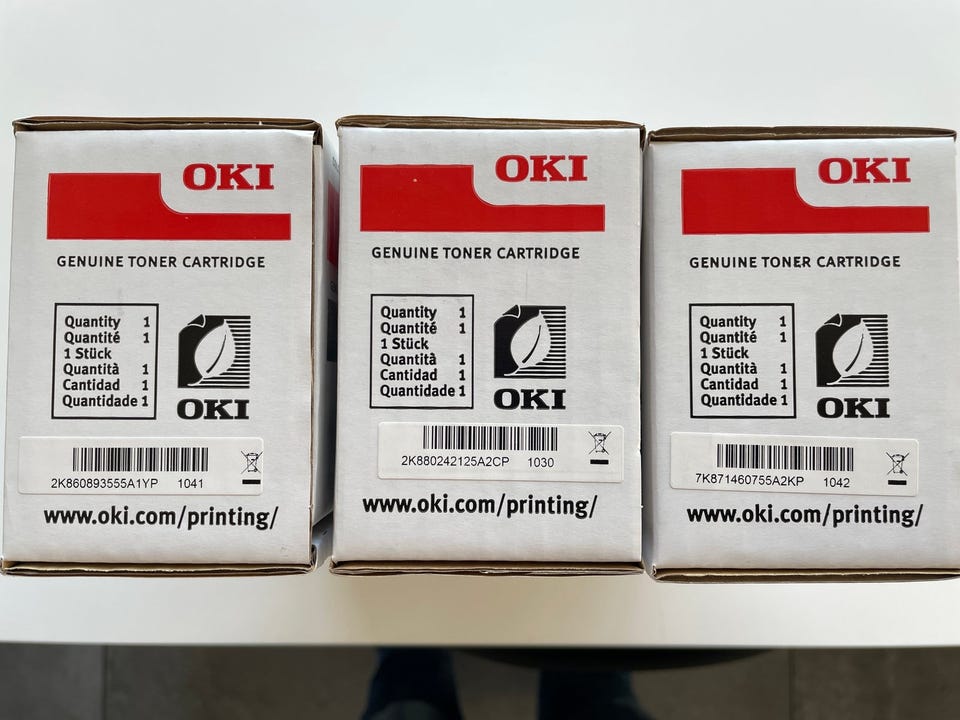 OKI
GENUINE TONER CARTRIDGE
Quantity 1
Quantité 1
1 Stück
Quantità 1
Cantidad 1
Quantidade 1
OKI
2K860893555A1YP 1041
www.oki.com/printing/
OKI
GENUINE TONER CARTRIDGE
Quantity 1
Quantité 1
1 Stück
Quantità 1
Cantidad 1
Quantidade 1
OKI
2K880242125A2CP 1030
www.oki.com/printing/
OKI
GENUINE TONER CARTRIDGE
Quantity 1
Quantité 1
1 Stück
Quantità 1
Cantidad 1
Quantidade 1
OKI
7K871460755A2KP 1042
www.oki.com/printing/